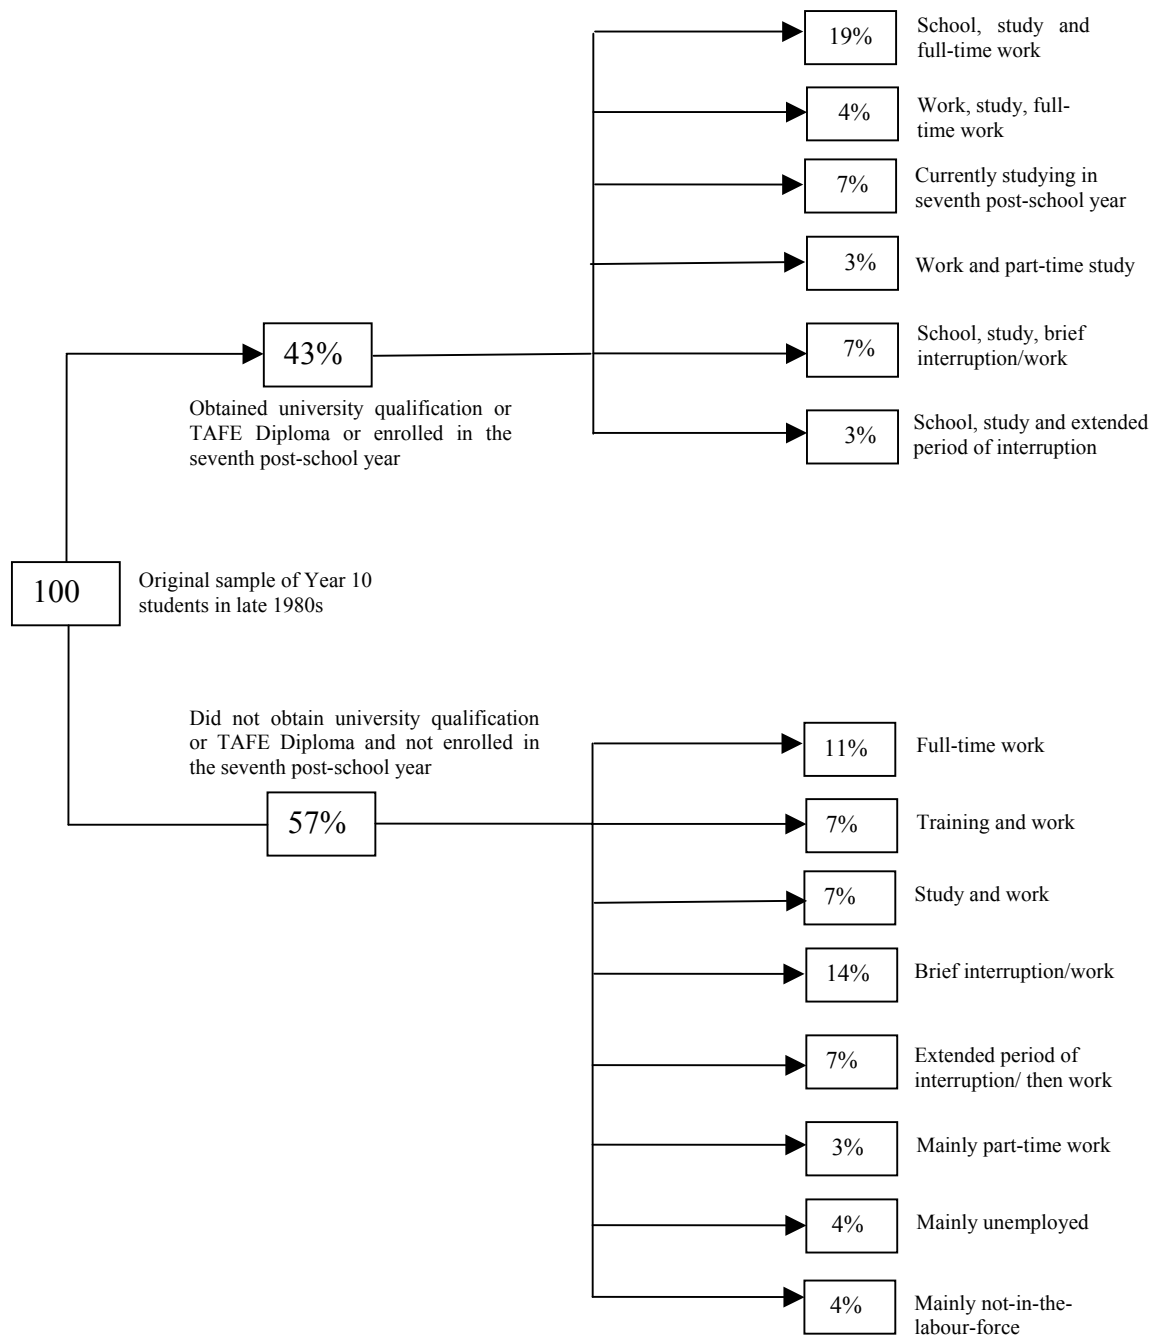 19%
School, study and
full-time work
4%
Work, study, full-
time work
7%
Currently studying in
seventh post-school year
3%
Work and part-time study
43%
7%
School, study, brief
interruption/work
Obtained university qualification or
TAFE Diploma or enrolled in the
seventh post-school year
3%
School, study and extended
period of interruption
100
Original sample of Year 10
students in late 1980s
Did not obtain university qualification
or TAFE Diploma and not enrolled in
the seventh post-school year
57%
11%
Full-time work
7%
Training and work
7%
Study and work
14%
Brief interruption/work
7%
Extended period of
interruption/ then work
3%
Mainly part-time work
4%
Mainly unemployed
4%
Mainly not-in-the-
labour-force